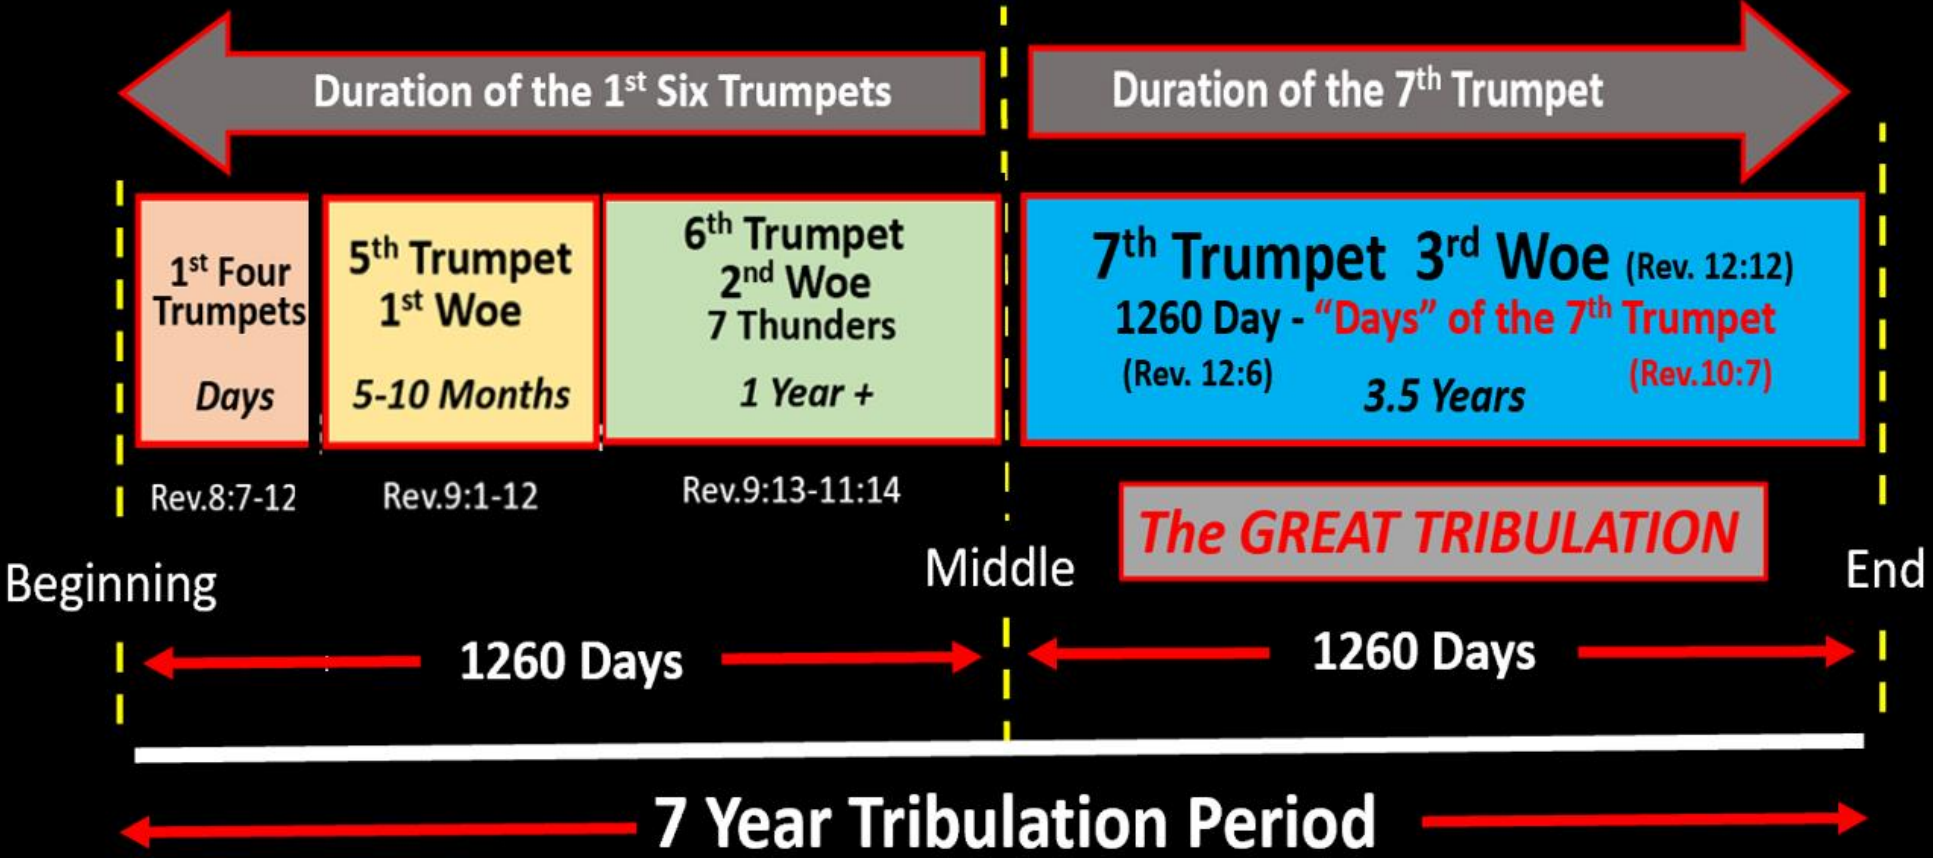 Duration of the 1st Six Trumpets
Duration of the 7th Trumpet
1st Four
Trumpets
Days
5th Trumpet
1st Woe
5-10 Months
6th Trumpet
2nd Woe
7 Thunders
1 Year +
7th Trumpet 3rd Woe (Rev. 12:12)
1260 Day - “Days” of the 7th Trumpet
(Rev. 12:6) 3.5 Years (Rev.10:7)
Rev.8:7-12
Rev.9:1-12
Rev.9:13-11:14
The GREAT TRIBULATION
Beginning
Middle
End
1260 Days
1260 Days
7 Year Tribulation Period